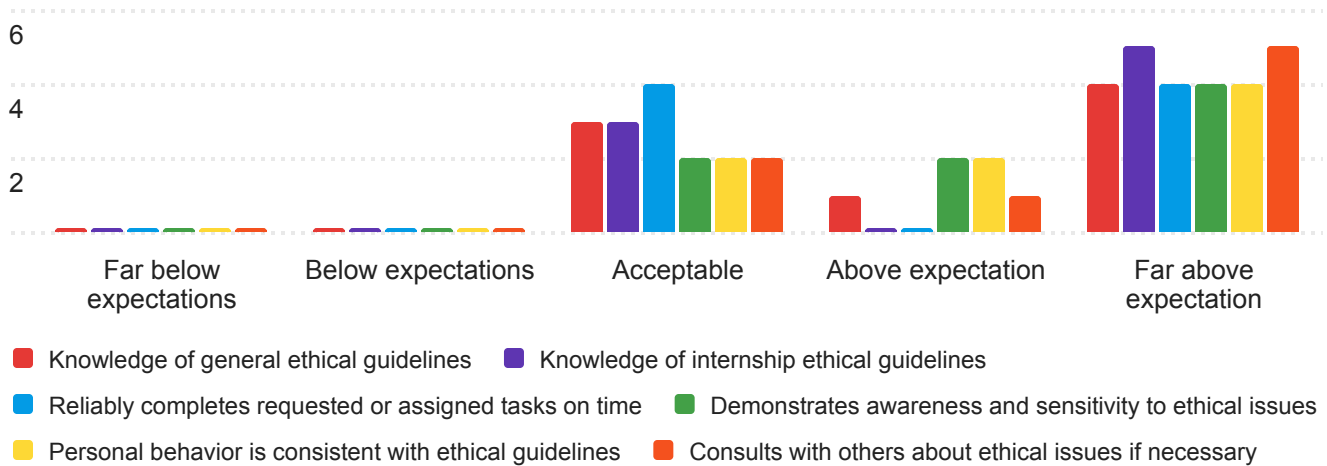 6
4
2
Far below
expectations
Below expectations
Acceptable
Above expectation
Far above
expectation
Knowledge of general ethical guidelines
Knowledge of internship ethical guidelines
Reliably completes requested or assigned tasks on time
Demonstrates awareness and sensitivity to ethical issues
Personal behavior is consistent with ethical guidelines
Consults with others about ethical issues if necessary